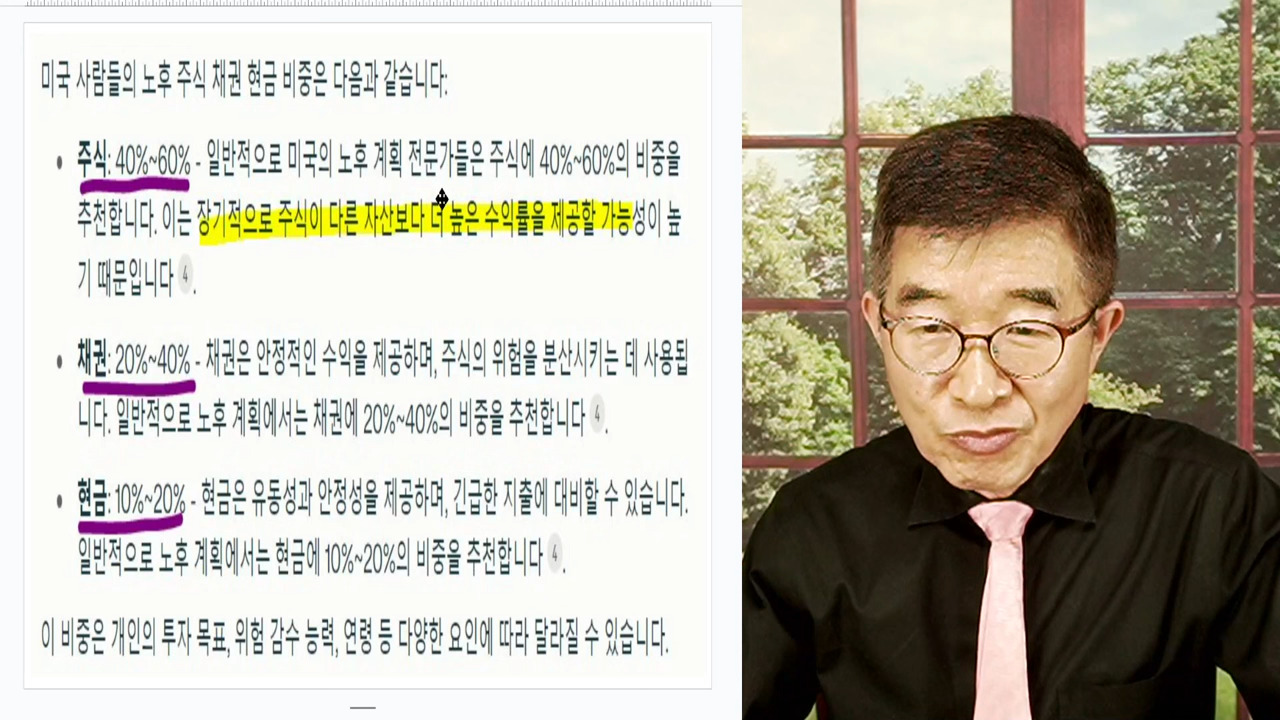 미국 사람들의 노후 주식 채권 현금 비중은 다음과 같습니다:
• 주식: 40%~60% - 일반적으로 미국의 노후 계획 전문가들은 주식에 40%~60%의 비중을
추천합니다. 이는 장기적으로 주식이 다른 자산보다 더 높은 수익률을 제공할 가능성이 높
기 때문입니다 4.
• 채권: 20%~40% - 채권은 안정적인 수익을 제공하며, 주식의 위험을 분산시키는 데 사용됩
니다. 일반적으로 노후 계획에서는 채권에 20%~40%의 비중을 추천합니다 4.
• 현금: 10%~20% - 현금은 유동성과 안정성을 제공하며, 긴급한 지출에 대비할 수 있습니다.
일반적으로 노후 계획에서는 현금에 10%~20%의 비중을 추천합니다 4.
이 비중은 개인의 투자 목표, 위험 감수 능력, 연령 등 다양한 요인에 따라 달라질 수 있습니다.